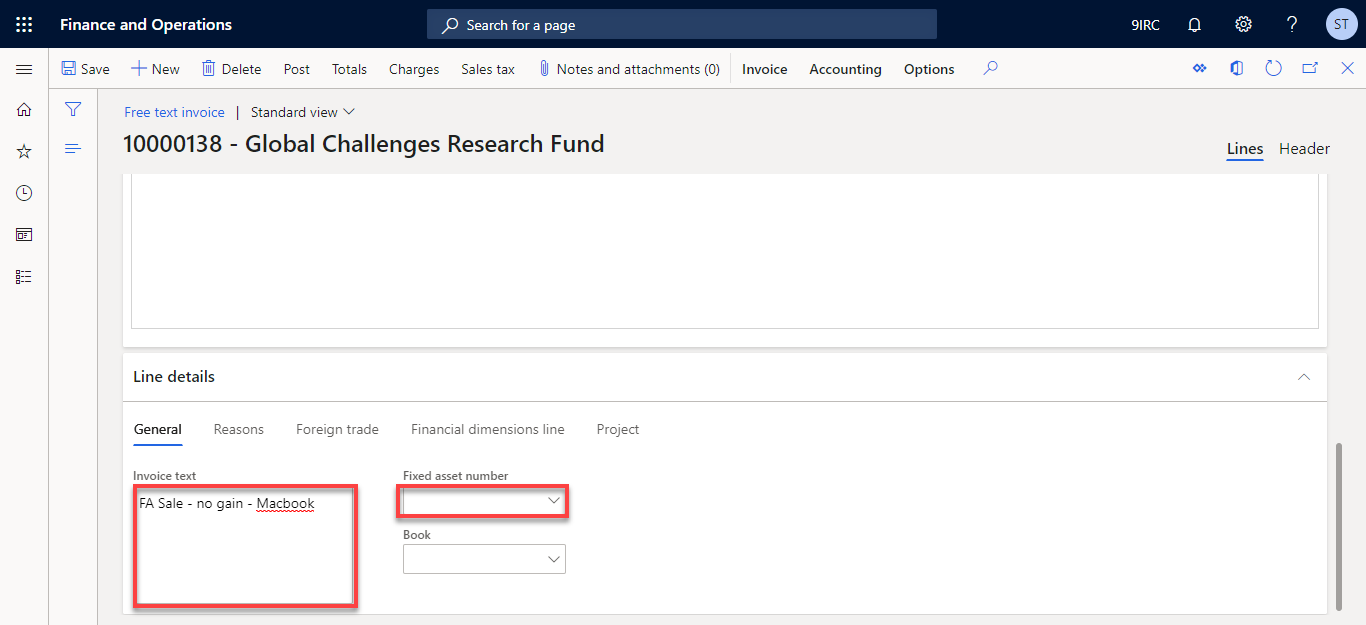 Finance and Operations
Search for a page
9IRC
?
ST
Save
New
Delete
Post
Totals
Charges
Sales tax
Notes and attachments (0)
Invoice
Accounting
Options
Free text invoice | Standard view
10000138 - Global Challenges Research Fund
Lines
Header
Line details
General
Reasons
Foreign trade
Financial dimensions line
Project
Invoice text
FA Sale - no gain - Macbook
Fixed asset number
Book